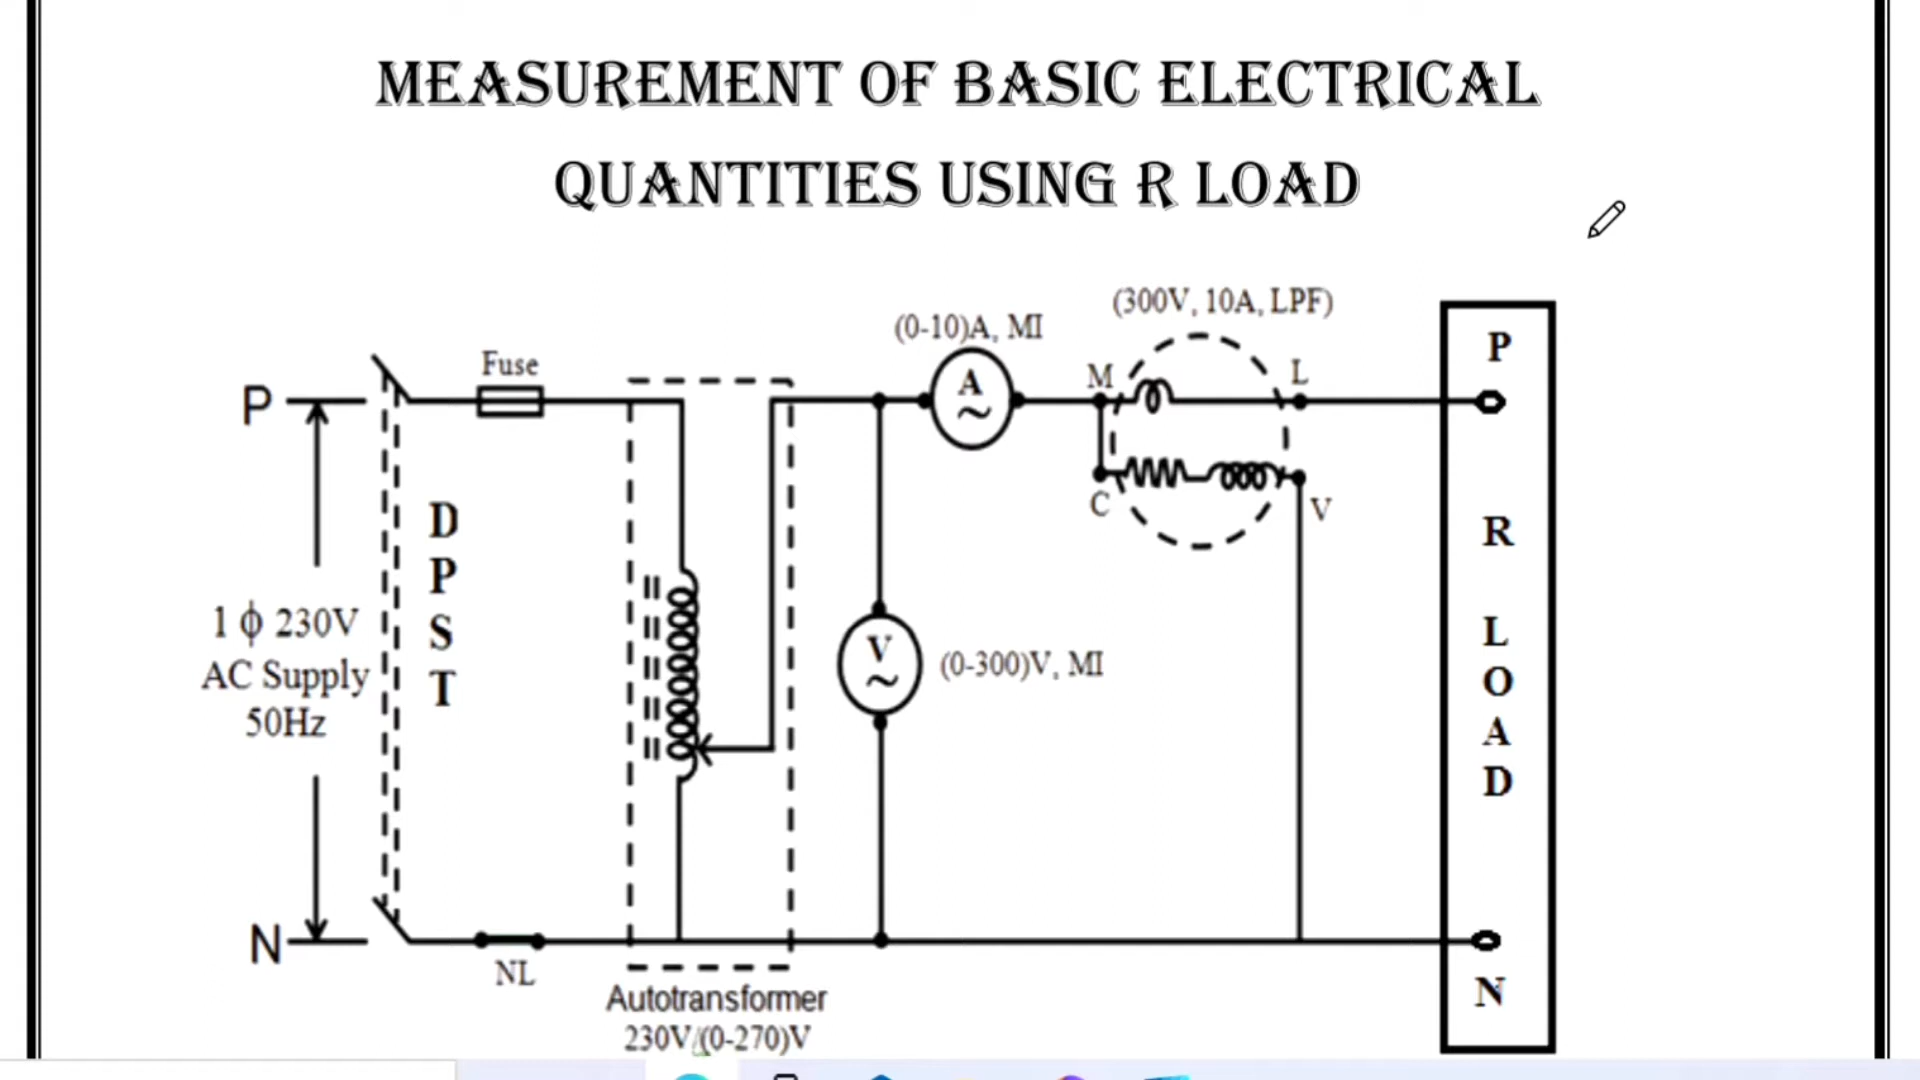 MEASUREMENT OF BASIC ELECTRICAL
QUANTITIES USING R LOAD
(300V, 10A, LPF)
(0-10)A, MI
Fuse
P
A
~
M
L
P
C
V
D
P
S
T
R
LOAD
1 ϕ 230V
AC Supply
50Hz
V
~
(0-300)V, MI
N
NL
N
Autotransformer
230V/(0-270)V